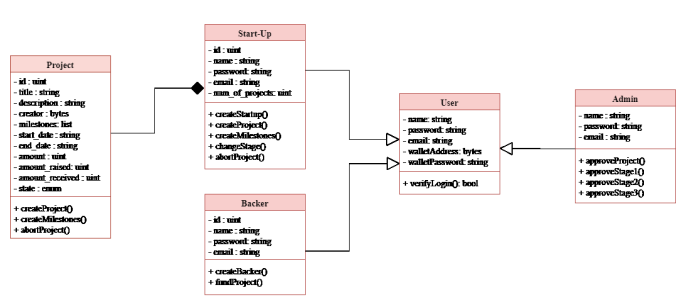 Project
- id : uint
- title : string
- description : string
- creator : bytes
- milestones: list
- start_date : string
- end_date : string
- amount : uint
- amount_raised: uint
- amount_received : uint
- state : enum
+ createProject()
+ createMilestones()
+ abortProject()
Start-Up
- id : uint
- name : string
- password: string
- email : string
- num_of_projects: uint
+ createStartup()
+ createProject()
+ createMilestones()
+ changeStage()
+ abortProject()
Backer
- id : uint
- name : string
- password: string
- email : string
+ createBacker()
+ fundProject()
User
- name: string
- password: string
- email: string
- walletAddress: bytes
- walletPassword: string
+ verifyLogin(): bool
Admin
- name : string
- password: string
- email : string
+ approveProject()
+ approveStage1()
+ approveStage2()
+ approveStage3()